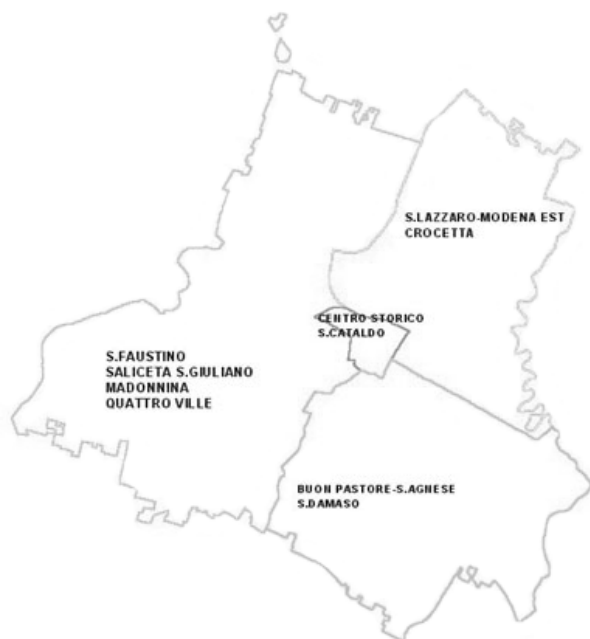 S.LAZZARO-MODENA EST
CROCETTA
CENTRO STORICO
S.CATALDO
S.FAUSTINO
SALICETA S.GIULIANO
MADONNINA
QUATTRO VILLE
BUON PASTORE-S.AGNESE
S.DAMASO